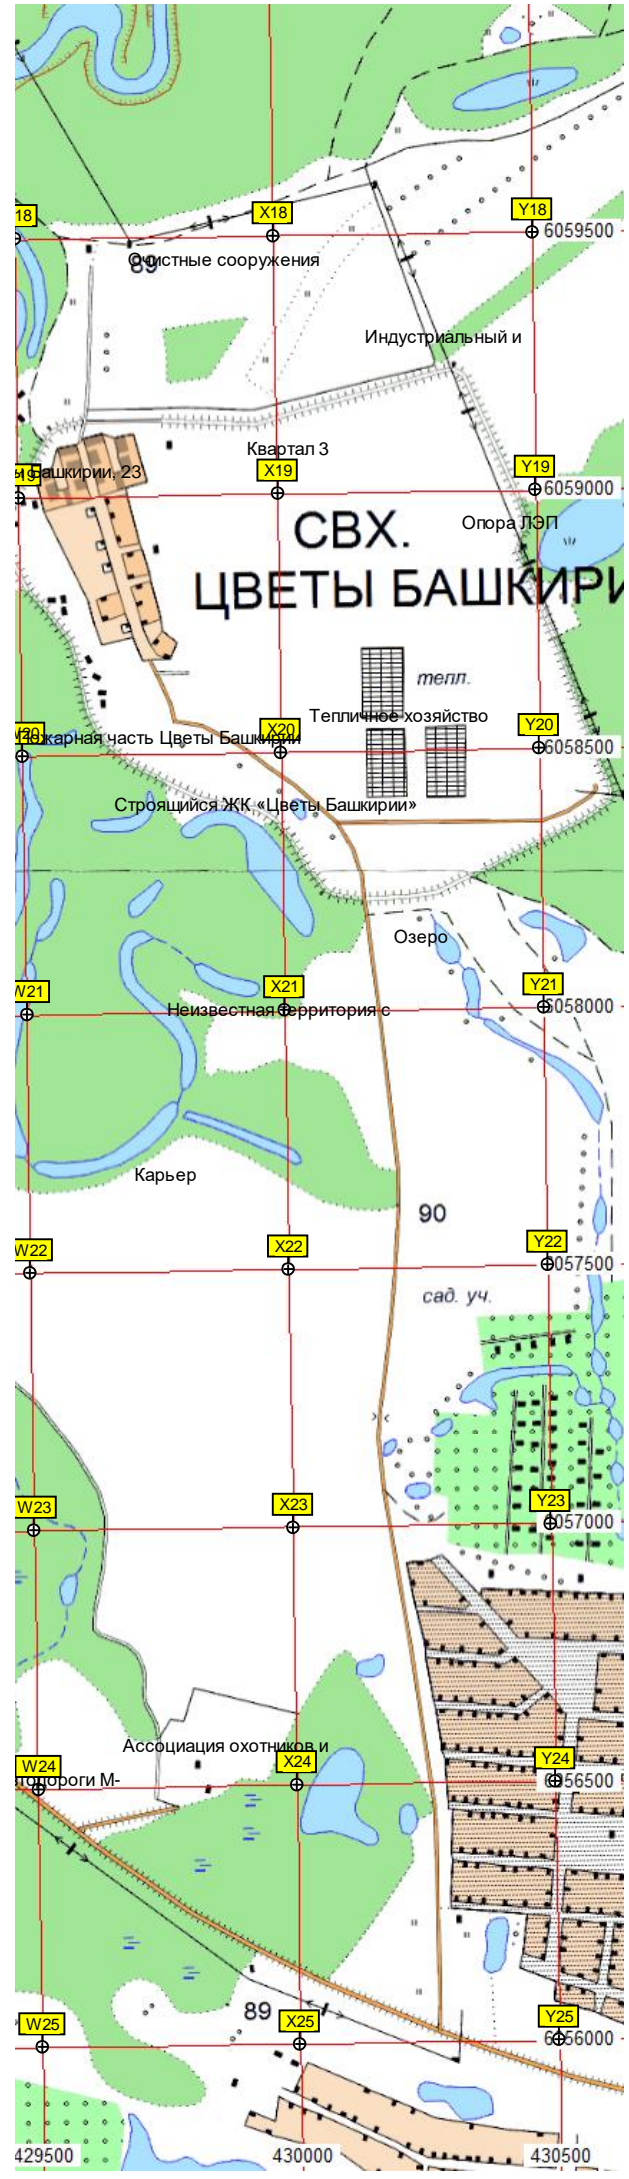 18
X18
Y18
6059500
89
Очистные сооружения
Индустриальный и
Квартал 3
Башкирии, 23
19
X19
Y19
6059000
Опора ЛЭП
СВХ.
ЦВЕТЫ БАШКИРИ
тепл.
Тепличное хозяйство
X20
Y20
6058500
пожарная часть Цветы Башкирии
Строящийся ЖК «Цветы Башкирии»
Озеро
W21
X21
Y21
6058000
Неизвестная территория с
Карьер
90
W22
X22
Y22
6057500
сад. уч.
W23
X23
Y23
6057000
Ассоциация охотников и
W24
X24
Y24
6056500
тодороги М-
89
W25
X25
Y25
6056000
429500
430000
430500